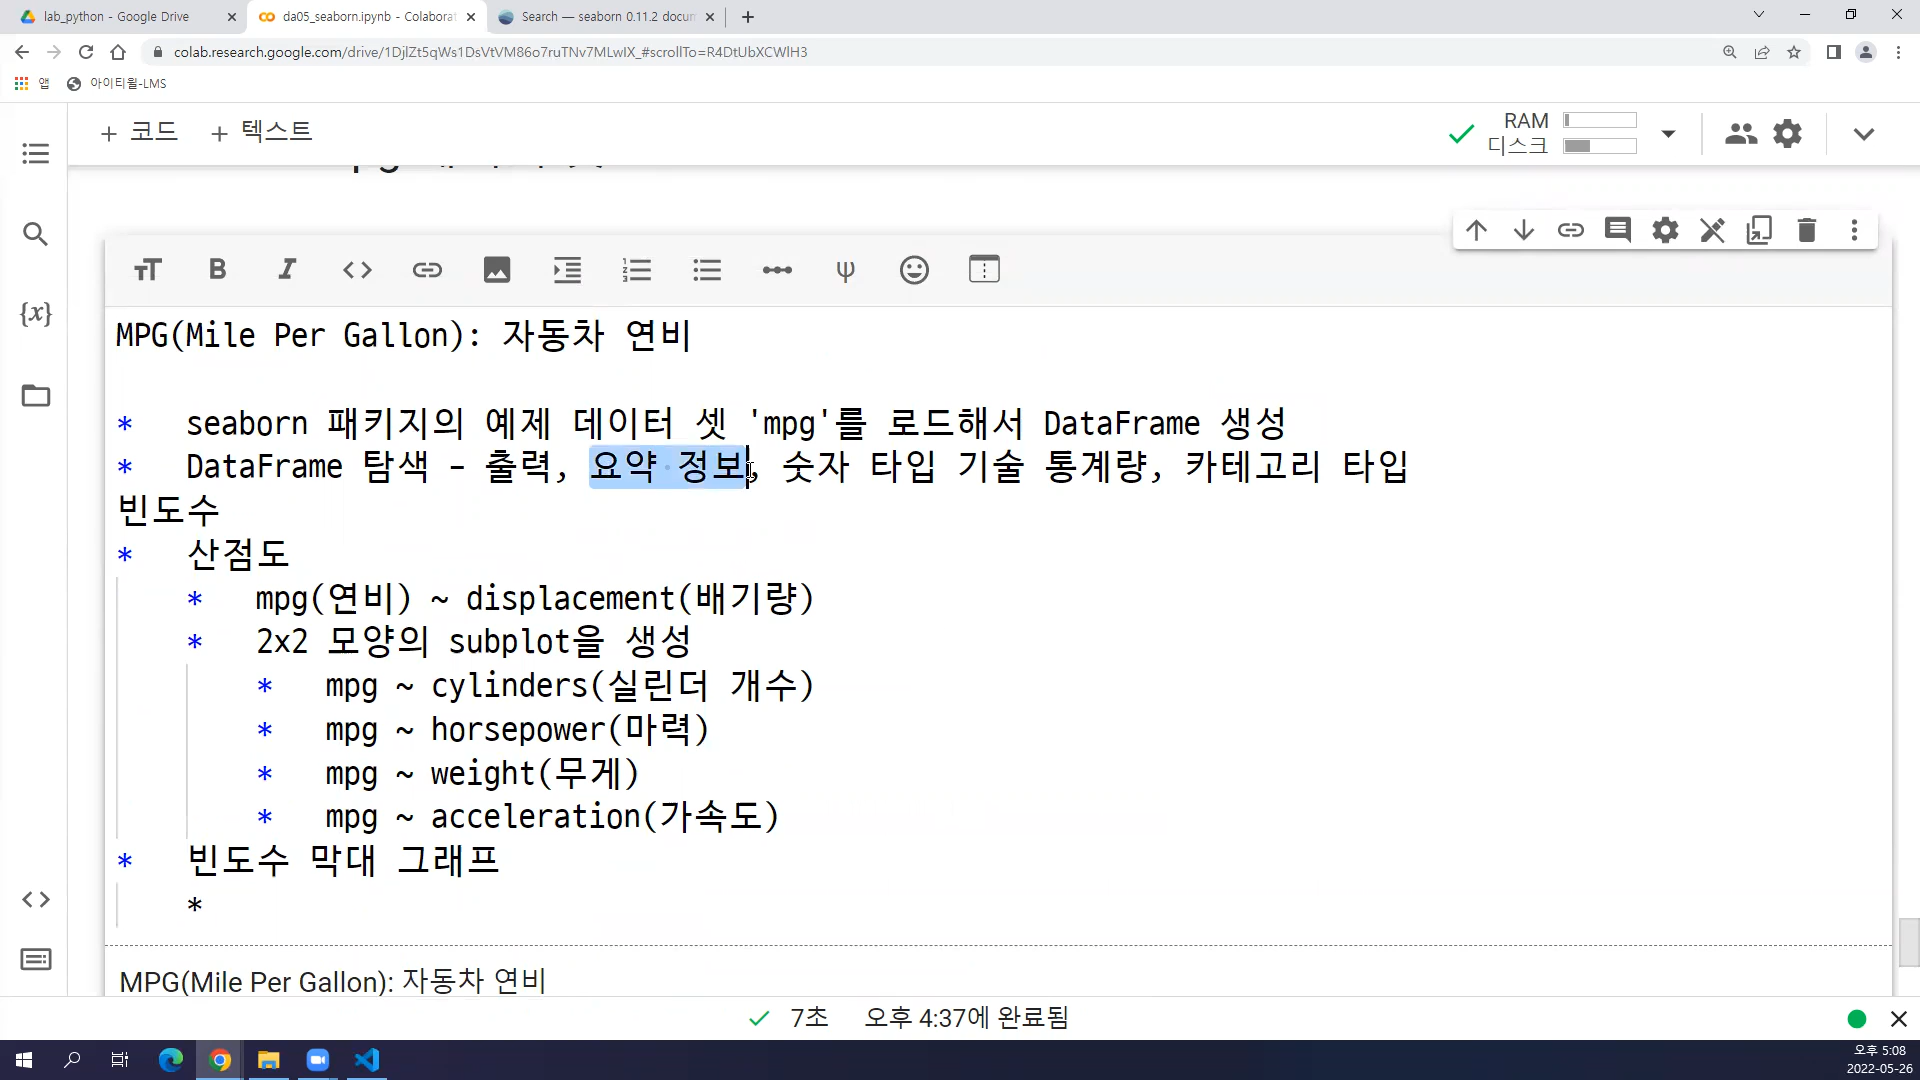 lab_python - Google Drive
da05_seaborn.ipynb - Colaborat
Search — seaborn 0.11.2 docum
colab.research.google.com/drive/1DjlZt5qWs1DsVtVM86o7ruTNv7MLwIX_#scrollTo=R4DtUbXCWlH3
앱
아이티윌-LMS
+ 코드
+ 텍스트
RAM
디스크
MPG(Mile Per Gallon): 자동차 연비
* seaborn 패키지의 예제 데이터 셋 'mpg'를 로드해서 DataFrame 생성
* DataFrame 탐색 - 출력, 요약 정보, 숫자 타입 기술 통계량, 카테고리 타입
빈도수
* 산점도
* mpg(연비) ~ displacement(배기량)
* 2x2 모양의 subplot을 생성
* mpg ~ cylinders(실린더 개수)
* mpg ~ horsepower(마력)
* mpg ~ weight(무게)
* mpg ~ acceleration(가속도)
* 빈도수 막대 그래프
*
MPG(Mile Per Gallon): 자동차 연비
7초 오후 4:37에 완료됨
오후 5:08
2022-05-26